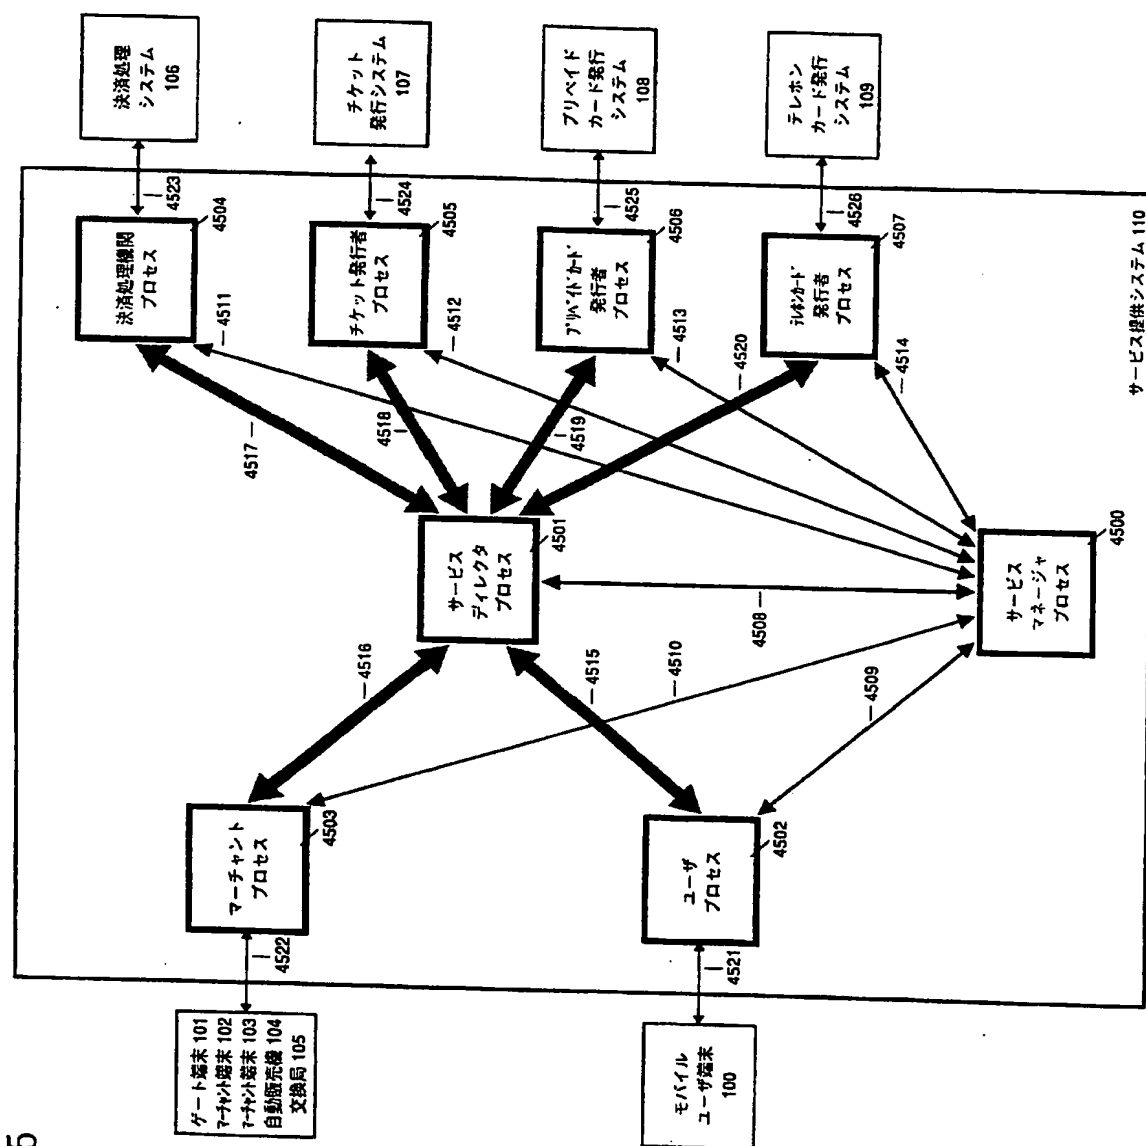 決済処理
システム
106
チケット
発行システム
107
プリペイド
カード発行
システム
108
テレホン
カード発行
システム
109
4523
4524
4525
4526
決済処理機関
プロセス
4504
チケット発行者
プロセス
4505
プリペイドカード
発行者
プロセス
4506
テレホンカード
発行者
プロセス
4507
4511
4512
4513
4520
4514
4517
4518
4519
サービス
ディレクタ
プロセス
4501
サービス
マネージャ
プロセス
4500
4508
4516
4515
4510
4509
マーチャント
プロセス
4503
ユーザ
プロセス
4502
4522
4521
ゲート端末 101
マーチャント端末 102
マーチャント端末 103
自動販売機 104
交換局 105
モバイル
ユーザ端末
100
サービス提供システム 110